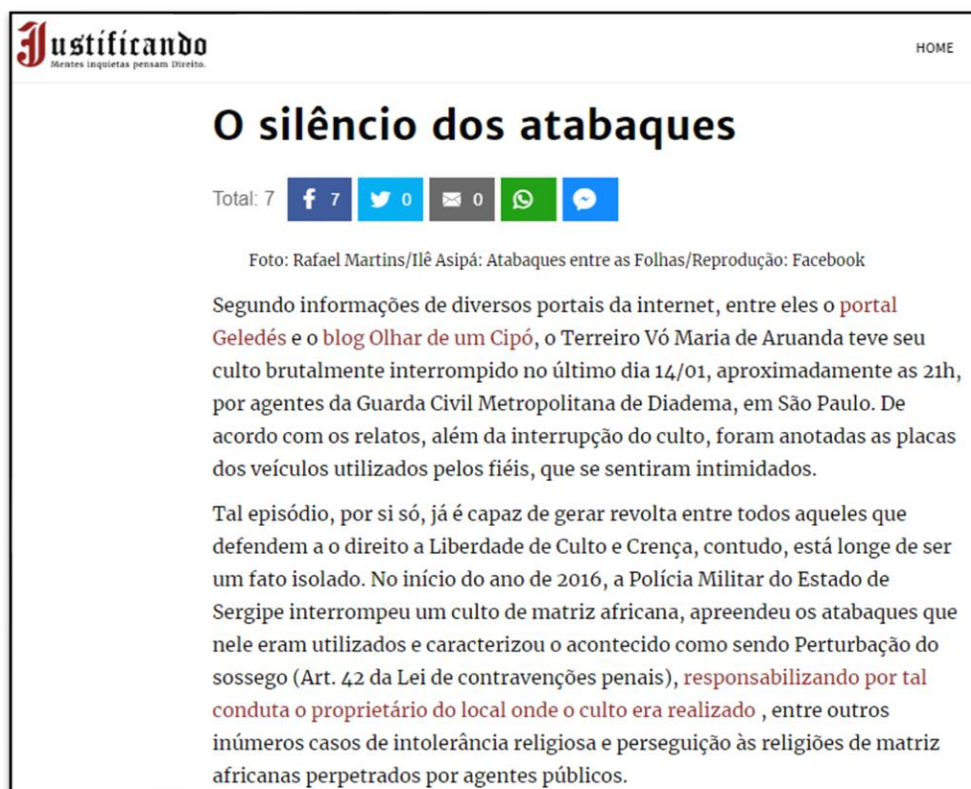 Justificando
Mentes inquietas pensam Direito.
HOME
O silêncio dos atabaques
Total: 7 7 0 0
Foto: Rafael Martins/Ilê Asipá: Atabaques entre as Folhas/Reprodução: Facebook
Segundo informações de diversos portais da internet, entre eles o portal
Geledés e o blog Olhar de um Cipó, o Terreiro Vó Maria de Aruanda teve seu
culto brutalmente interrompido no último dia 14/01, aproximadamente as 21h,
por agentes da Guarda Civil Metropolitana de Diadema, em São Paulo. De
acordo com os relatos, além da interrupção do culto, foram anotadas as placas
dos veículos utilizados pelos fiéis, que se sentiram intimidados.
Tal episódio, por si só, já é capaz de gerar revolta entre todos aqueles que
defendem a o direito a Liberdade de Culto e Crença, contudo, está longe de ser
um fato isolado. No início do ano de 2016, a Polícia Militar do Estado de
Sergipe interrompeu um culto de matriz africana, apreendeu os atabaques que
nele eram utilizados e caracterizou o acontecido como sendo Perturbação do
sossego (Art. 42 da Lei de contravenções penais), responsabilizando por tal
conduta o proprietário do local onde o culto era realizado , entre outros
inúmeros casos de intolerância religiosa e perseguição às religiões de matriz
africanas perpetrados por agentes públicos.